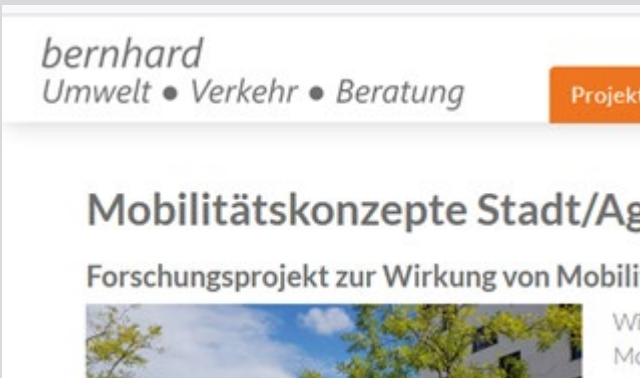 bernhard
Umwelt ● Verkehr ● Beratung
Projekt
Mobilitätskonzepte Stadt/Ag
Forschungsprojekt zur Wirkung von Mobili
Wi
Mo